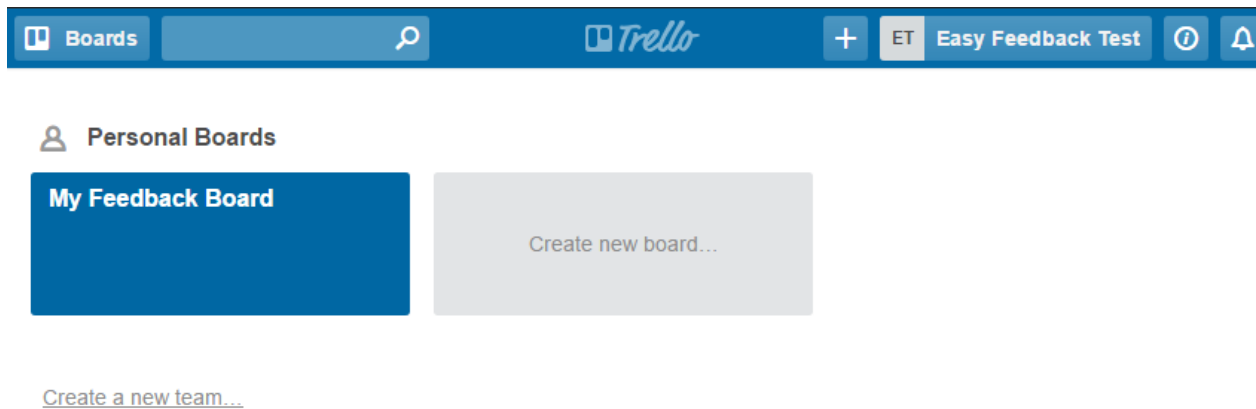 Boards
Trello
ET Easy Feedback Test
Personal Boards
My Feedback Board
Create new board…
Create a new team…